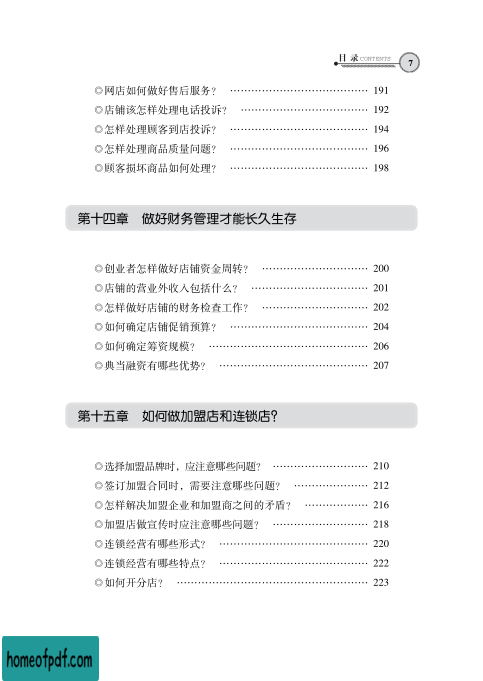 目 录 CONTENTS 7
◎网店如何做好售后服务？ …………………………………… 191
◎店铺该怎样处理电话投诉？ ………………………………… 192
◎怎样处理顾客到店投诉？ …………………………………… 194
◎怎样处理商品质量问题？ …………………………………… 196
◎顾客损坏商品如何处理？ …………………………………… 198
第十四章 做好财务管理才能长久生存
◎创业者怎样做好店铺资金周转？ …………………………… 200
◎店铺的营业外收入包括什么？ ……………………………… 201
◎怎样做好店铺的财务检查工作？ …………………………… 202
◎如何确定店铺促销预算？ …………………………………… 204
◎如何确定筹资规模？ ………………………………………… 206
◎典当融资有哪些优势？ ……………………………………… 207
第十五章 如何做加盟店和连锁店？
◎选择加盟品牌时，应注意哪些问题？ ……………………… 210
◎签订加盟合同时，需要注意哪些问题？ …………………… 212
◎怎样解决加盟企业和加盟商之间的矛盾？ ……………… 216
◎加盟店做宣传时应注意哪些问题？ ……………………… 218
◎连锁经营有哪些形式？ ……………………………………… 220
◎连锁经营有哪些特点？ ……………………………………… 222
◎如何开分店？ ………………………………………………… 223
homeofpdf.com